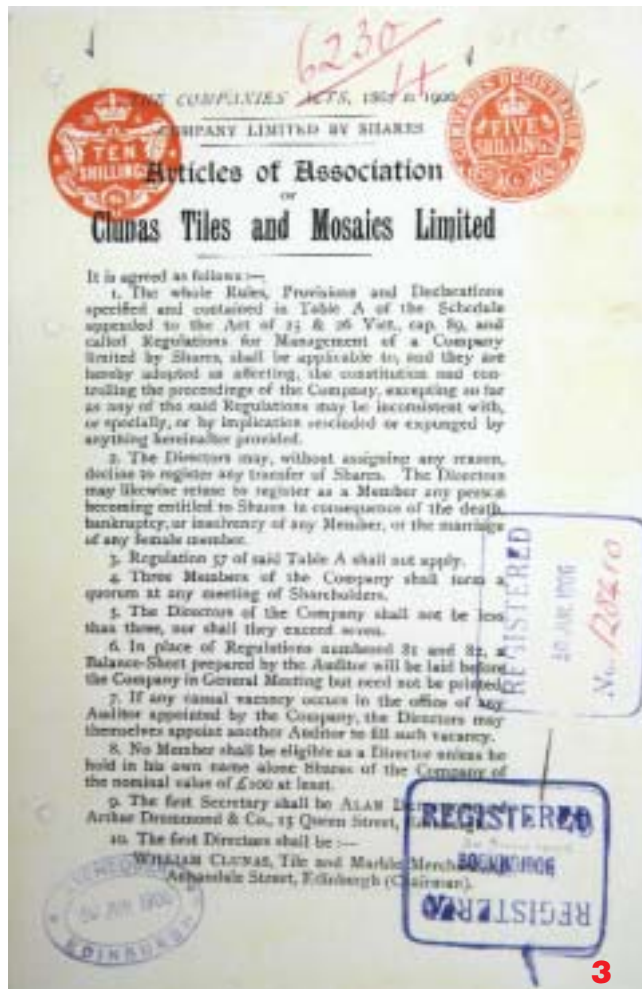 6230
THE COMPANIES ACTS, 1862 to 1900
COMPANY LIMITED BY SHARES
TEN
SHILLINGS
COMPANIES REGISTRATION
FIVE
SHILLINGS
Articles of Association
OF
Clunas Tiles and Mosaics Limited
It is agreed as follows:—
1. The whole Rules, Provisions and Declarations
specified and contained in Table A of the Schedule
appended to the Act of 25 & 26 Vict., cap. 89, and
called Regulations for Management of a Company
limited by Shares, shall be applicable to, and they are
hereby adopted as affecting, the constitution and con-
trolling the proceedings of the Company, excepting so far
as any of the said Regulations may be inconsistent with,
or specially, or by implication rescinded or expunged by
anything hereinafter provided.
2. The Directors may, without assigning any reason,
decline to register any transfer of Shares. The Directors
may likewise refuse to register as a Member any person
becoming entitled to Shares in consequence of the death,
bankruptcy, or insolvency of any Member, or the marriage
of any female member.
3. Regulation 57 of said Table A shall not apply.
4. Three Members of the Company shall form a
quorum at any meeting of Shareholders.
5. The Directors of the Company shall not be less
than three, nor shall they exceed seven.
6. In place of Regulations numbered 81 and 82, a
Balance-Sheet prepared by the Auditor will be laid before
the Company in General Meeting but need not be printed.
7. If any casual vacancy occurs in the office of any
Auditor appointed by the Company, the Directors may
themselves appoint another Auditor to fill such vacancy.
8. No Member shall be eligible as a Director unless he
hold in his own name alone Shares of the Company of
the nominal value of £100 at least.
9. The first Secretary shall be ALAN
Arthur Drummond & Co., 15 Queen Street,
10. The first Directors shall be:—
WILLIAM CLUNAS, Tile and Marble
Street, Edinburgh (Chairman).
REGISTERED
30 JUN. 1906
No.
REGISTERED
REGISTERED
EDINBURGH
3